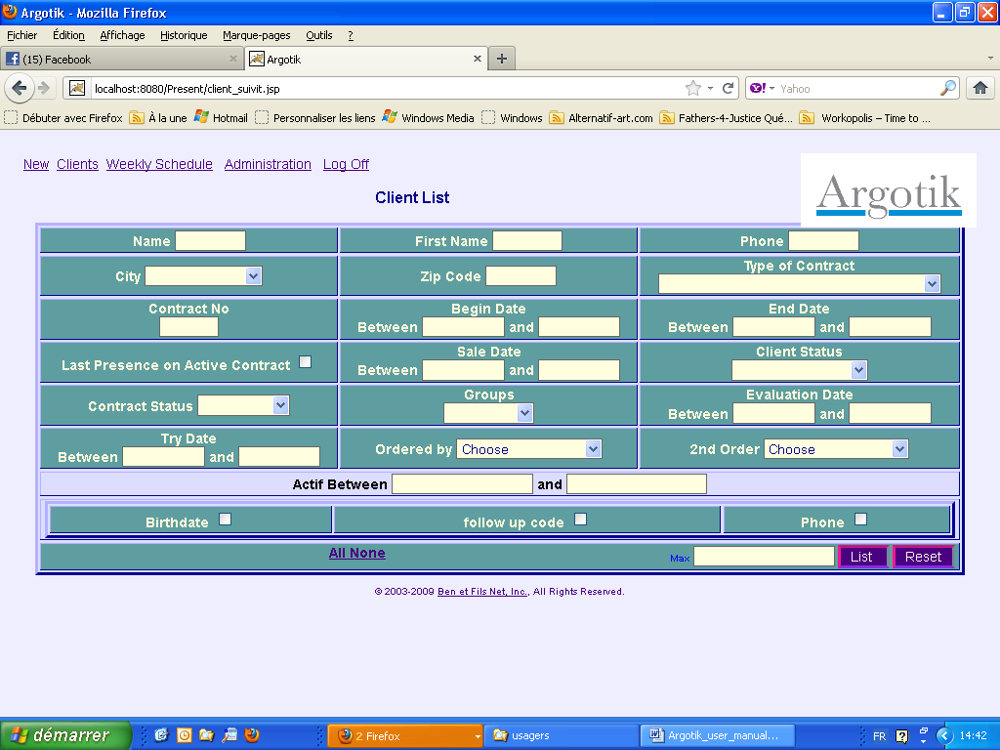 Argotik - Mozilla Firefox
Fichier Édition Affichage Historique Marque-pages Outils ?
(15) Facebook Argotik
localhost:8080/Present/client_suivit.jsp Yahoo
Débuter avec Firefox À la une Hotmail Personnaliser les liens Windows Media Windows Alternatif-art.com Fathers-4-Justice Qué... Workopolis – Time to ...
New Clients Weekly Schedule Administration Log Off
Argotik
Client List
Name First Name Phone
City Zip Code Type of Contract
Contract No Begin Date End Date
Between and Between and
Last Presence on Active Contract Sale Date Client Status
Between and
Contract Status Groups Evaluation Date
Between and
Try Date
Between and Ordered by Choose 2nd Order Choose
Actif Between and
Birthdate follow up code Phone
All None Max List Reset
© 2003-2009 Ben et Fils Net, Inc., All Rights Reserved.
démarrer 2 Firefox usagers Argotik_user_manual... FR 14:42